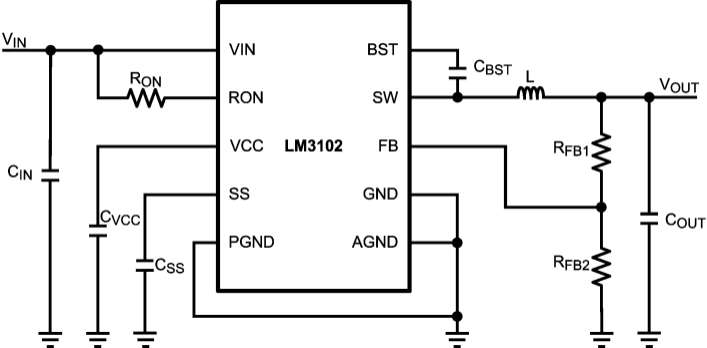 VIN
VIN
BST
CBST
RON
RON
SW
L
VOUT
VCC
LM3102
FB
RFB1
CIN
SS
GND
CVCC
COUT
PGND
AGND
CSS
RFB2